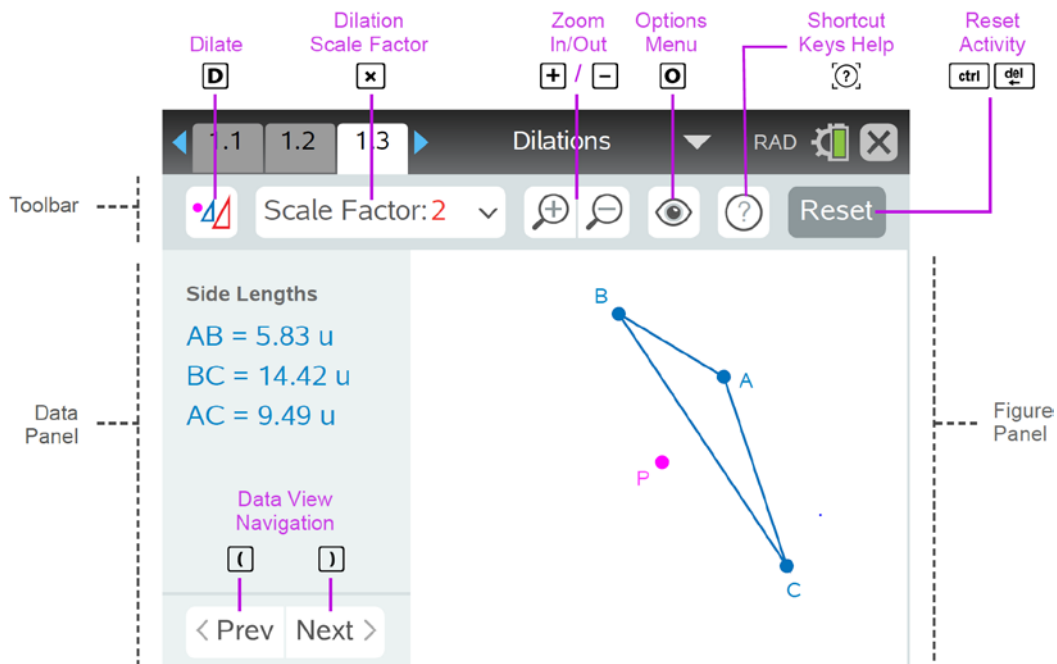 Dilate
D
Dilation
Scale Factor
×
Zoom
In/Out
+ / −
Options
Menu
O
Shortcut
Keys Help
?
Reset
Activity
ctrl del
1.1 1.2 1.3 Dilations RAD
Toolbar
Scale Factor: 2
?
Reset
Side Lengths
AB = 5.83 u
BC = 14.42 u
AC = 9.49 u
Data
Panel
Data View
Navigation
( )
< Prev Next >
B
A
P
C
Figure
Panel